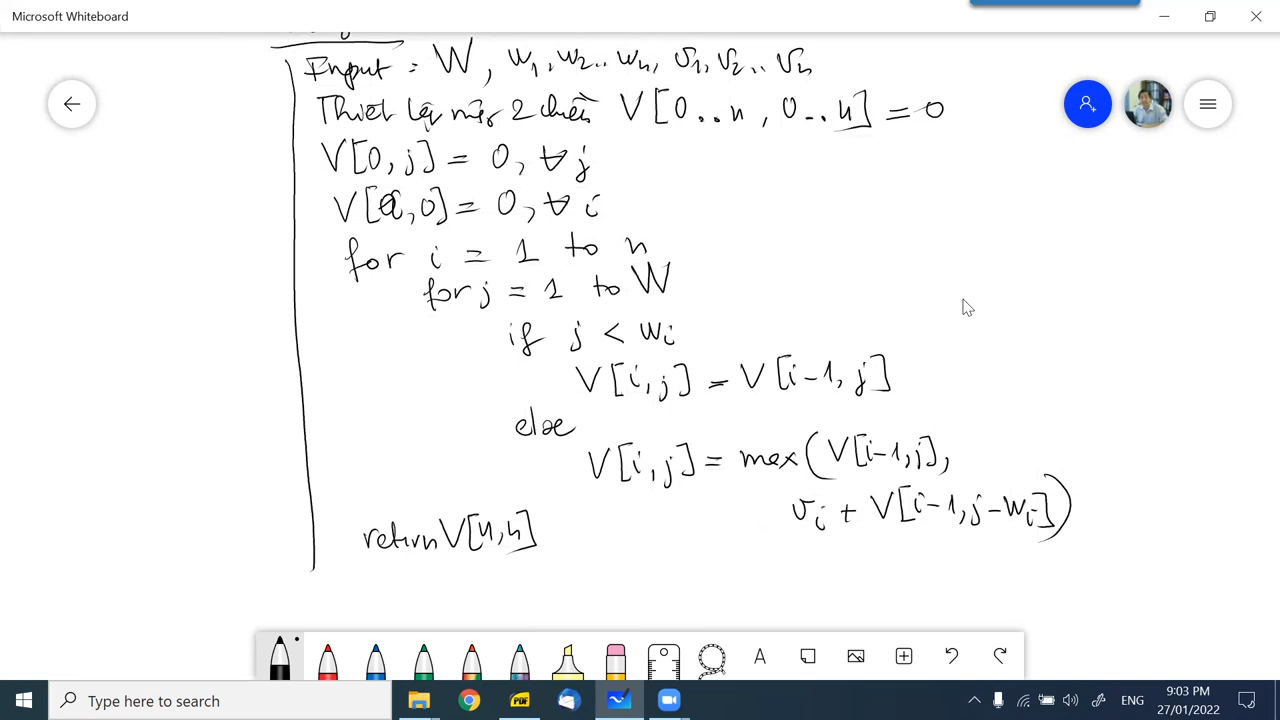 Microsoft Whiteboard
Input : W, w1, w2.. wn, v1, v2.. vn
Thiết lập mảng 2 chiều V[0..n, 0..n] = 0
V[0, j] = 0, ∀ j
V[i, 0] = 0, ∀ i
for i = 1 to n
for j = 1 to W
if j < wi
V[i, j] = V[i-1, j]
else
V[i, j] = max(V[i-1, j],
vi + V[i-1, j-wi])
return V[n, n]
A
Type here to search
PDF
ENG
9:03 PM
27/01/2022